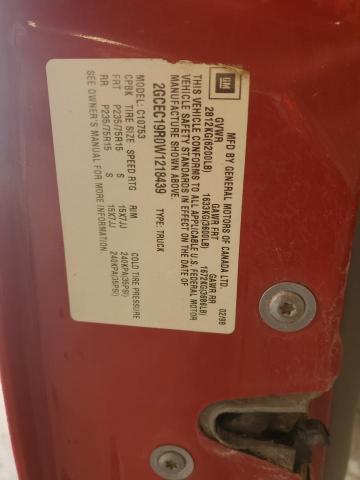 GM
MFD BY GENERAL MOTORS OF CANADA LTD.
02/98
GVWR GAWR FRT GAWR RR
2812KG(6200LB) 1633KG(3600LB) 1672KG(3686LB)
THIS VEHICLE CONFORMS TO ALL APPLICABLE U.S. FEDERAL MOTOR
VEHICLE SAFETY STANDARDS IN EFFECT ON THE DATE OF
MANUFACTURE SHOWN ABOVE.
2GCEC19R0W1218439 TYPE: TRUCK
MODEL: C10753
CPBK TIRE SIZE SPEED RTG RIM COLD TIRE PRESSURE
FRT P235/75R15 S 15X7JJ 240KPA(35PSI)
RR P235/75R15 S 15X7JJ 240KPA(35PSI)
SEE OWNER'S MANUAL FOR MORE INFORMATION.